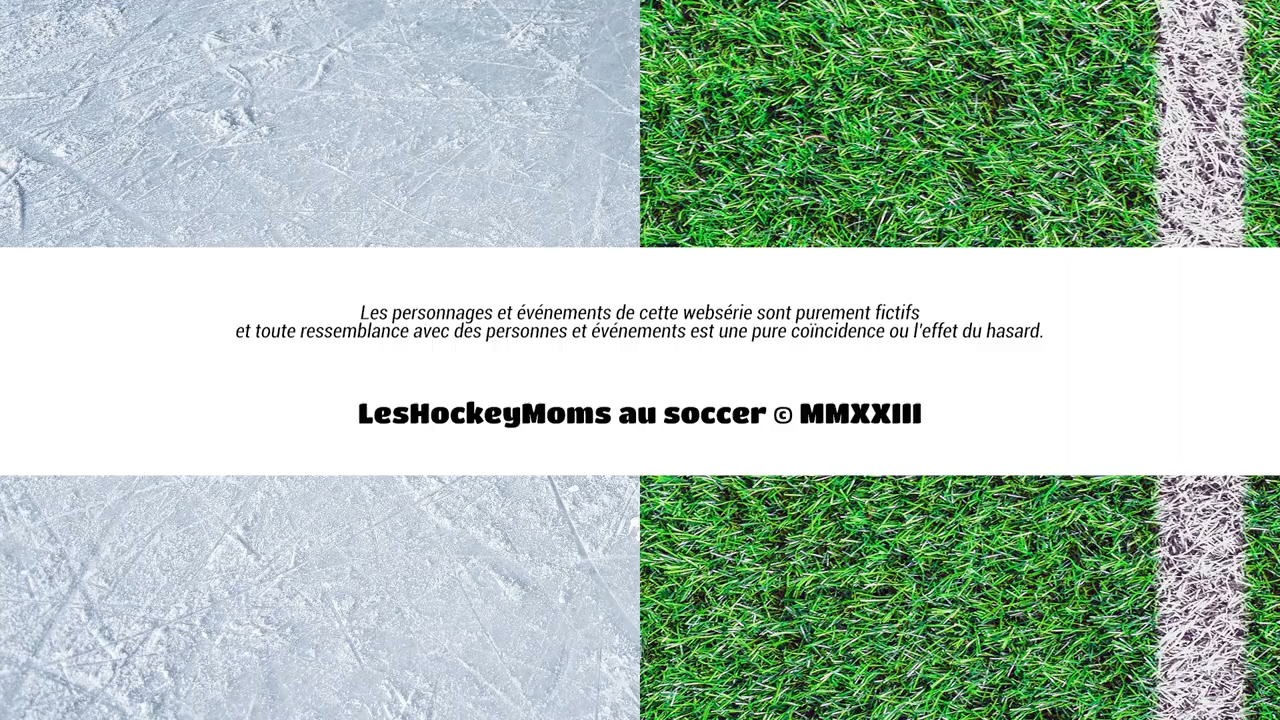 Les personnages et événements de cette websérie sont purement fictifs
et toute ressemblance avec des personnes et événements est une pure coïncidence ou l'effet du hasard.
LesHockeyMoms au soccer © MMXXIII